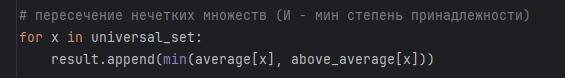 # пересечение нечетких множеств (И - мин степень принадлежности)
for x in universal_set:
    result.append(min(average[x], above_average[x]))